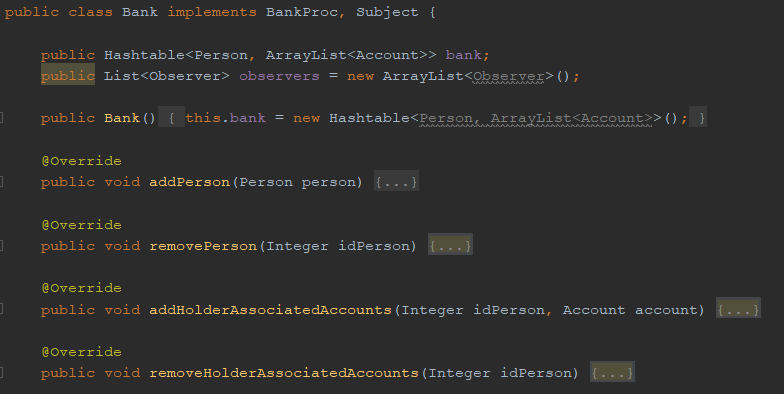 public class Bank implements BankProc, Subject {
public Hashtable<Person, ArrayList<Account>> bank;
public List<Observer> observers = new ArrayList<Observer>();
public Bank() { this.bank = new Hashtable<Person, ArrayList<Account>>(); }
@Override
public void addPerson(Person person) {...}
@Override
public void removePerson(Integer idPerson) {...}
@Override
public void addHolderAssociatedAccounts(Integer idPerson, Account account) {...}
@Override
public void removeHolderAssociatedAccounts(Integer idPerson) {...}